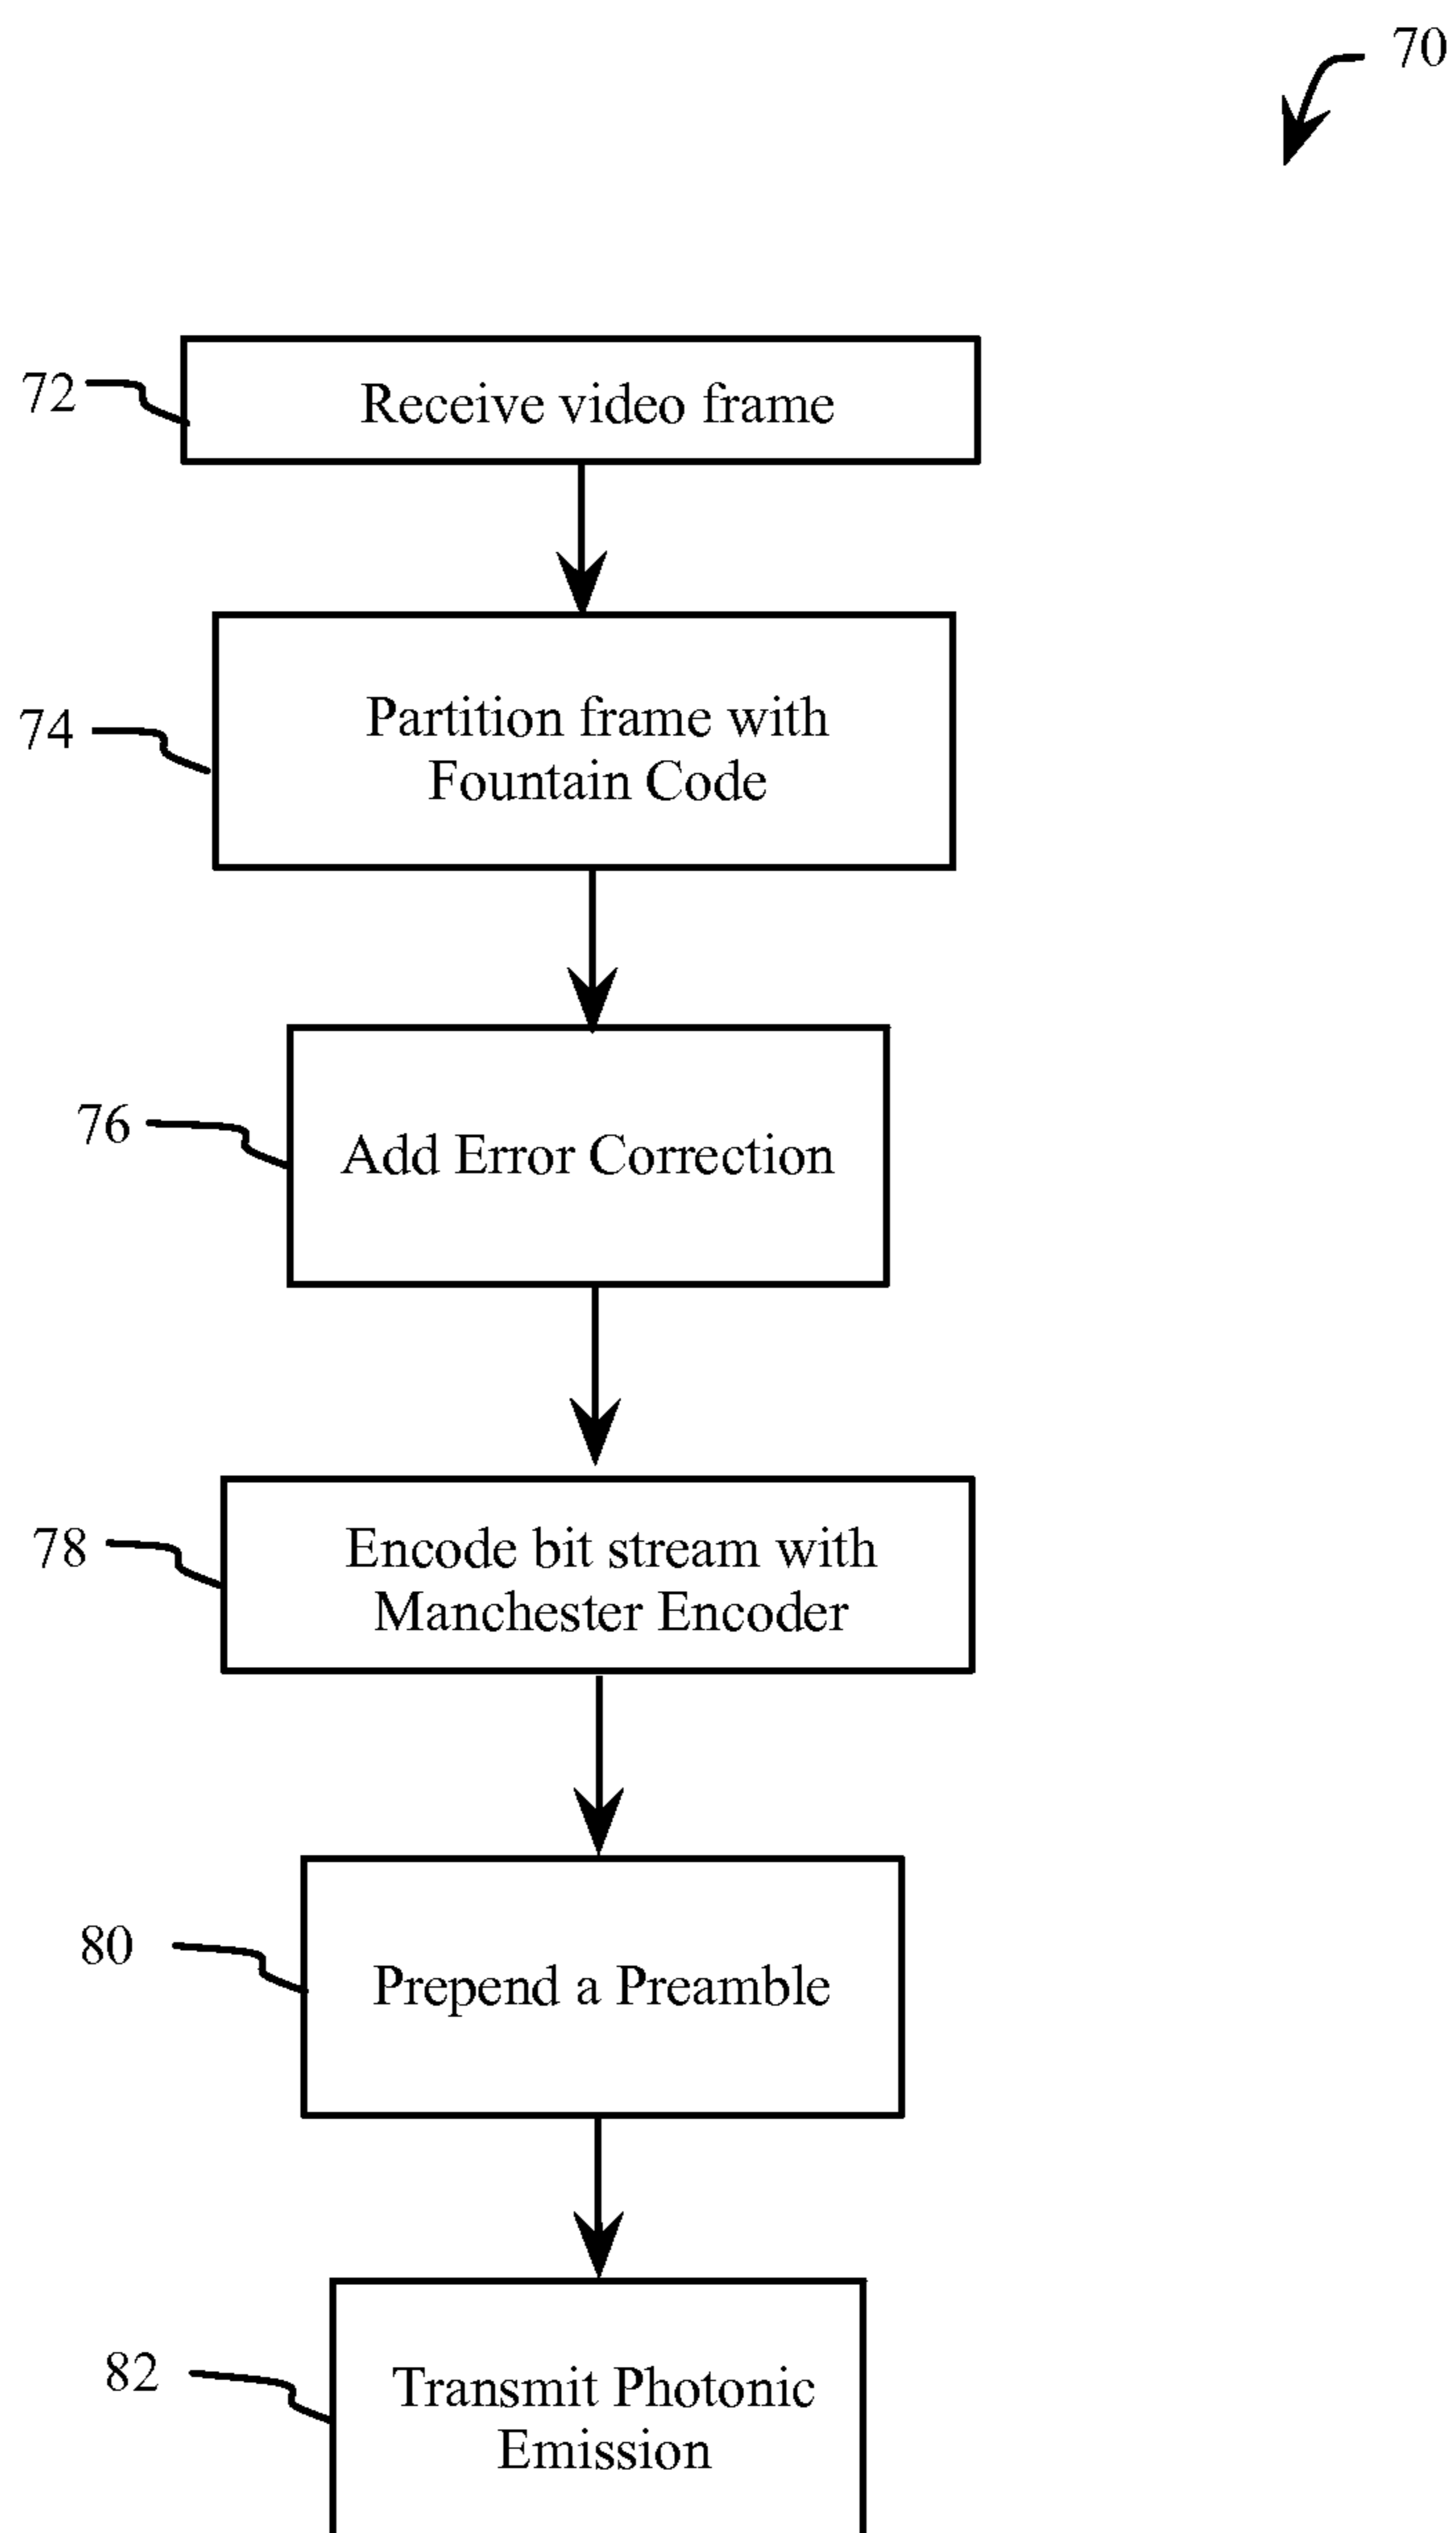 70
72
Receive video frame
74
Partition frame with
Fountain Code
76
Add Error Correction
78
Encode bit stream with
Manchester Encoder
80
Prepend a Preamble
82
Transmit Photonic
Emission